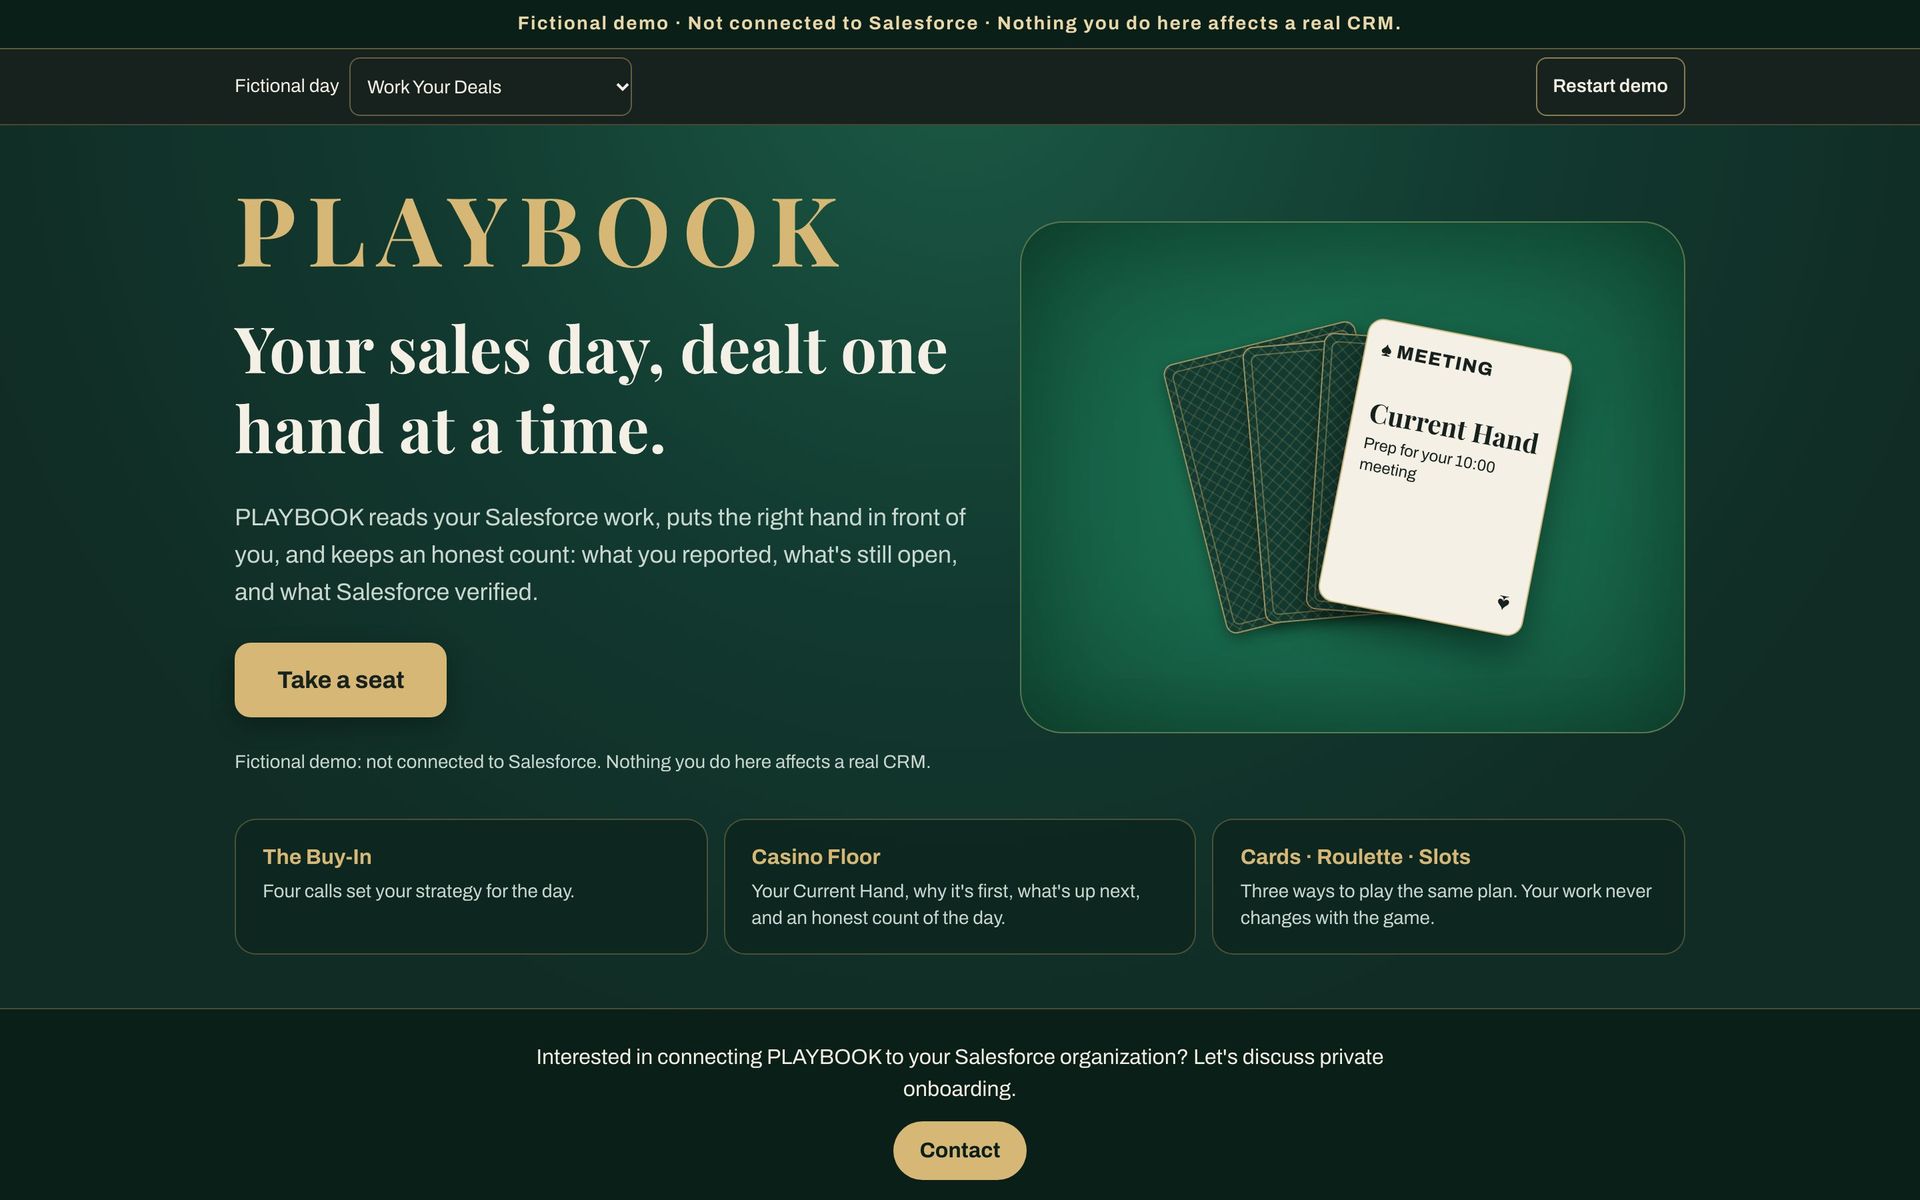 Fictional demo · Not connected to Salesforce · Nothing you do here affects a real CRM.
Fictional day
Work Your Deals
Restart demo
PLAYBOOK
Your sales day, dealt one
hand at a time.
PLAYBOOK reads your Salesforce work, puts the right hand in front of
you, and keeps an honest count: what you reported, what's still open,
and what Salesforce verified.
Take a seat
Fictional demo: not connected to Salesforce. Nothing you do here affects a real CRM.
♠ MEETING
Current Hand
Prep for your 10:00
meeting
♠
The Buy-In
Four calls set your strategy for the day.
Casino Floor
Your Current Hand, why it's first, what's up next,
and an honest count of the day.
Cards · Roulette · Slots
Three ways to play the same plan. Your work never
changes with the game.
Interested in connecting PLAYBOOK to your Salesforce organization? Let's discuss private
onboarding.
Contact